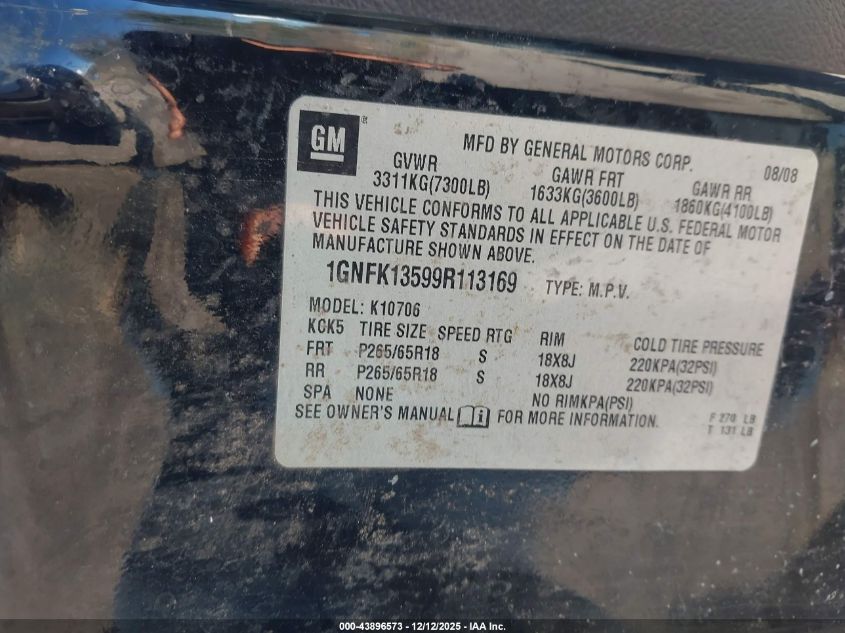 GM ®
MFD BY GENERAL MOTORS CORP. 08/08
GVWR GAWR FRT GAWR RR
3311KG(7300LB) 1633KG(3600LB) 1860KG(4100LB)
THIS VEHICLE CONFORMS TO ALL APPLICABLE U.S. FEDERAL MOTOR
VEHICLE SAFETY STANDARDS IN EFFECT ON THE DATE OF
MANUFACTURE SHOWN ABOVE.
1GNFK13599R113169 TYPE: M.P.V.
MODEL: K10706
KCK5 TIRE SIZE SPEED RTG RIM COLD TIRE PRESSURE
FRT P265/65R18 S 18X8J 220KPA(32PSI)
RR P265/65R18 S 18X8J 220KPA(32PSI)
SPA NONE NO RIMKPA(PSI)
SEE OWNER'S MANUAL FOR MORE INFORMATION.
F 270 LB
T 131 LB
000-43896573 - 12/12/2025 - IAA Inc.